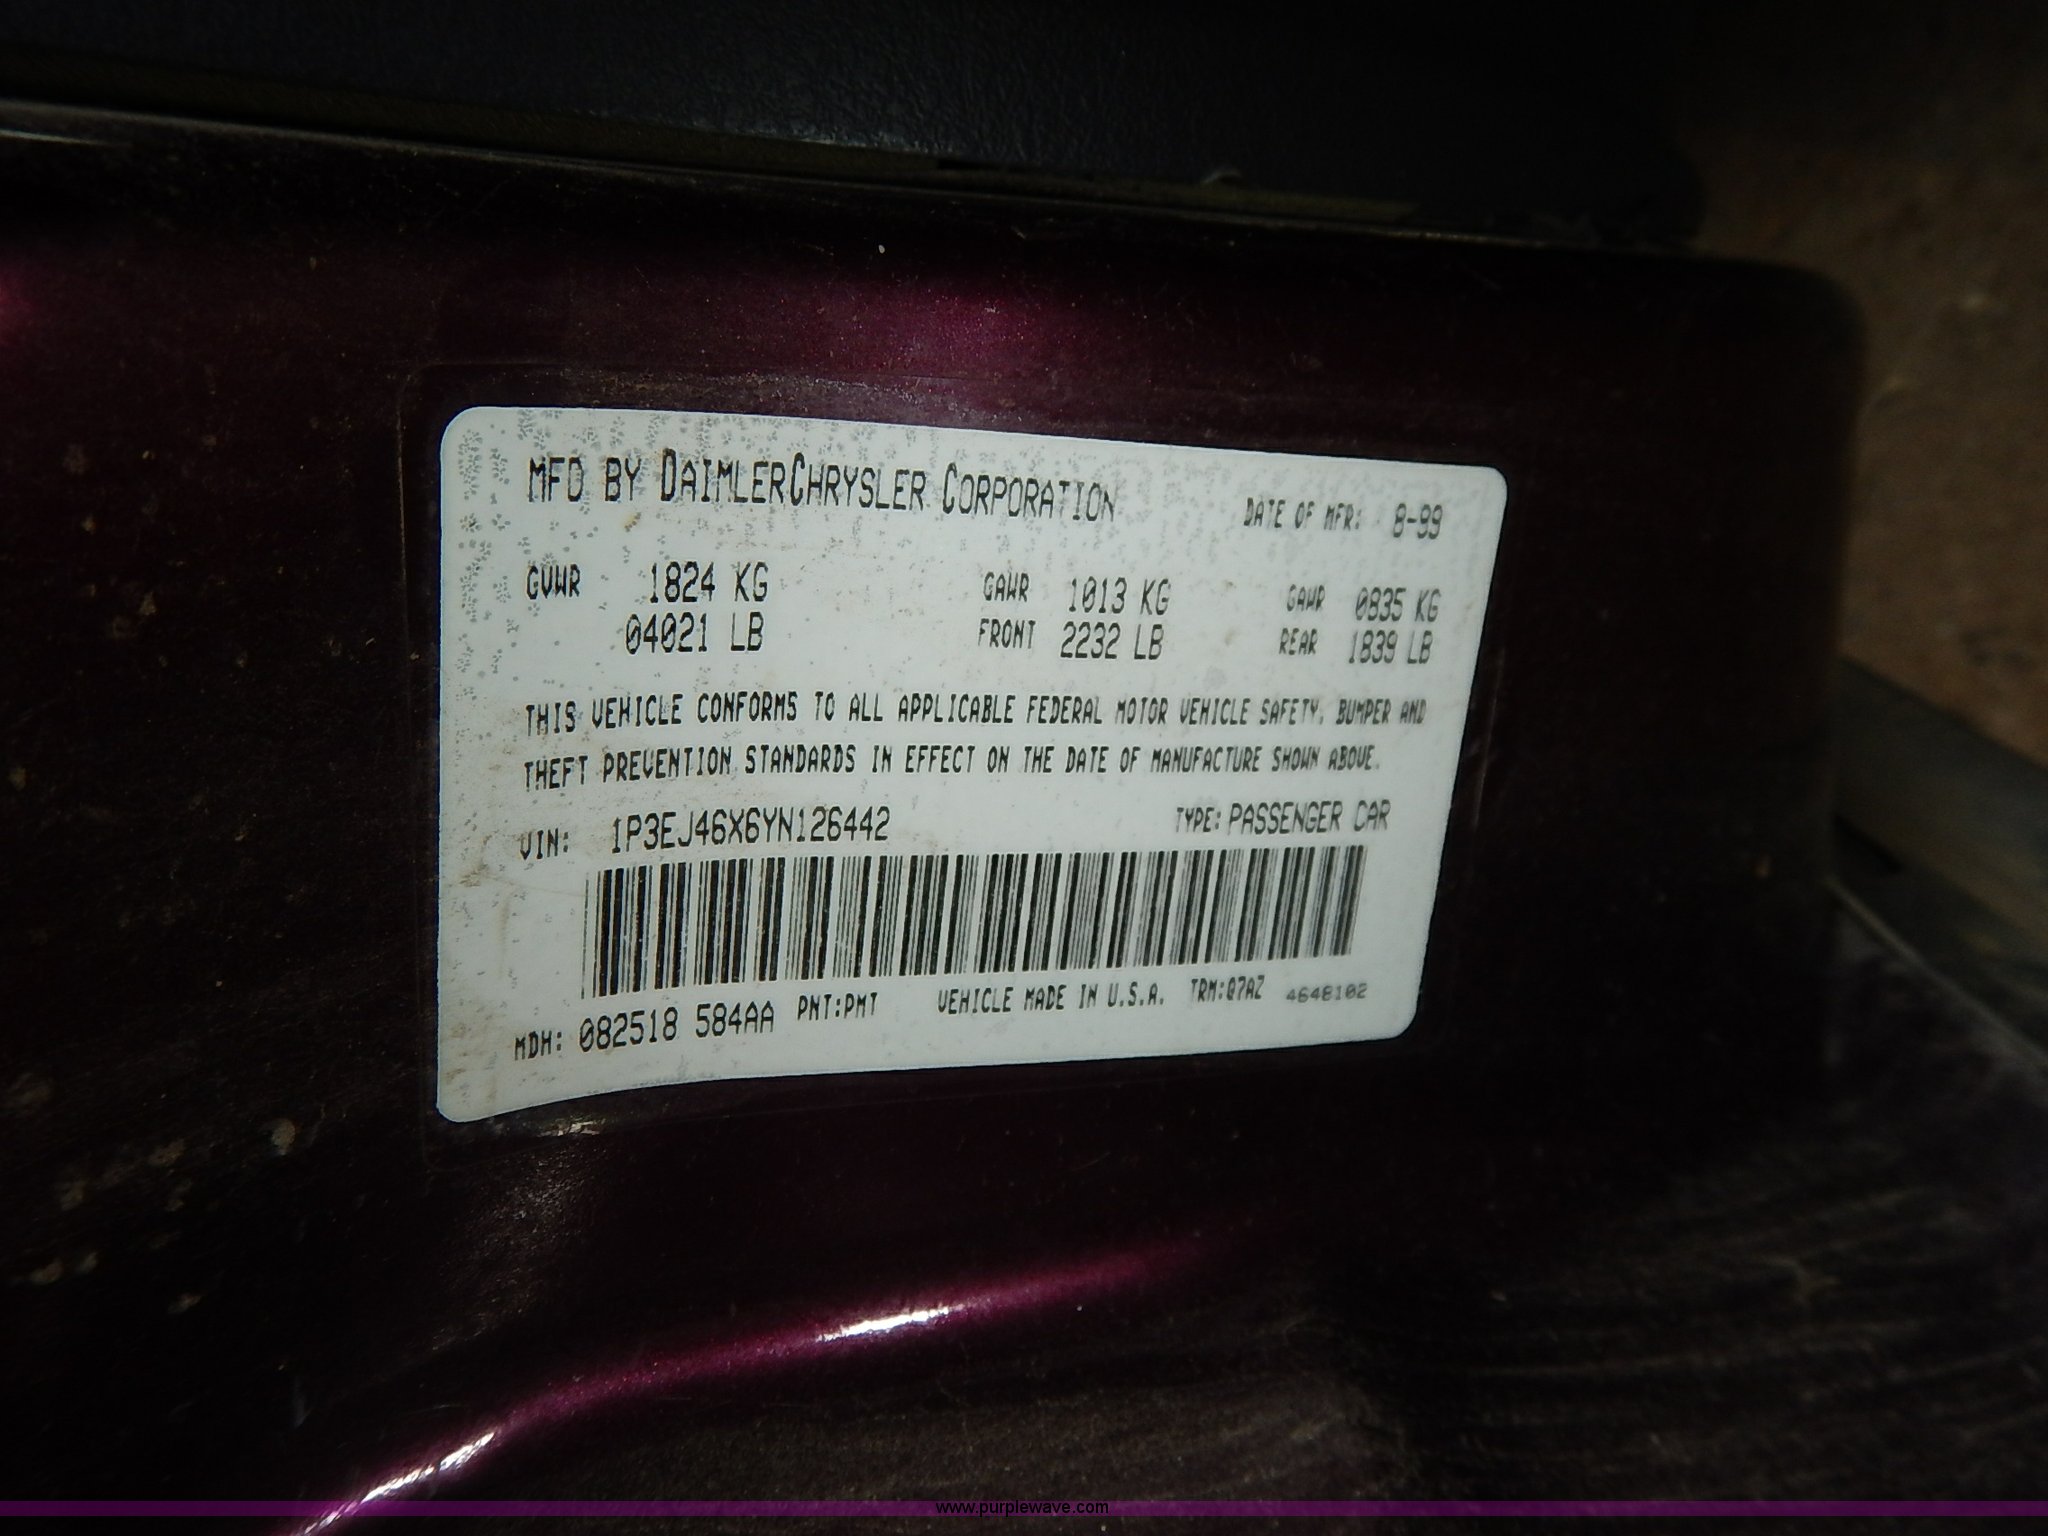 MFD BY DAIMLERCHRYSLER CORPORATION DATE OF MFR: 8-99
GVWR 1824 KG GAWR 1013 KG GAWR 0835 KG
04021 LB FRONT 2232 LB REAR 1839 LB
THIS VEHICLE CONFORMS TO ALL APPLICABLE FEDERAL MOTOR VEHICLE SAFETY, BUMPER AND
THEFT PREVENTION STANDARDS IN EFFECT ON THE DATE OF MANUFACTURE SHOWN ABOVE.
VIN: 1P3EJ46X6YN126442 TYPE: PASSENGER CAR
MDH: 082518 584AA PNT:PMT VEHICLE MADE IN U.S.A. TRM:Q7AZ 4648102
www.purplewave.com